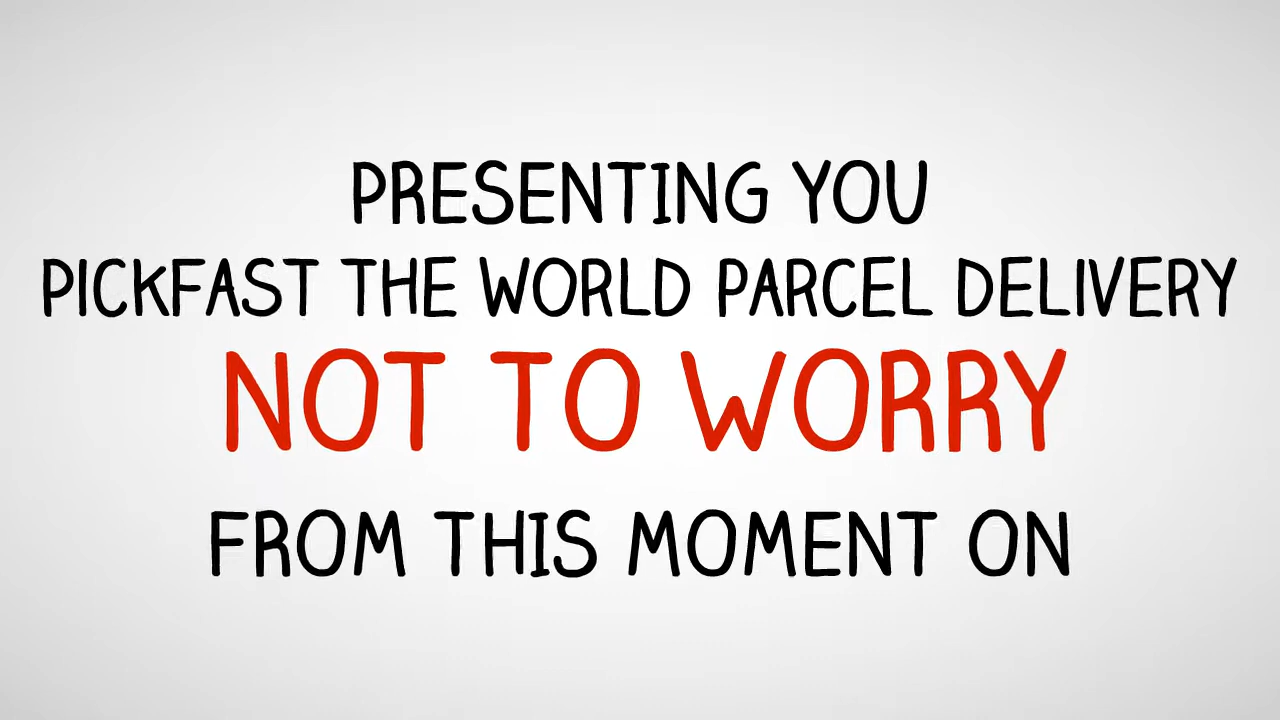 PRESENTING YOU
PICKFAST THE WORLD PARCEL DELIVERY
NOT TO WORRY
FROM THIS MOMENT ON